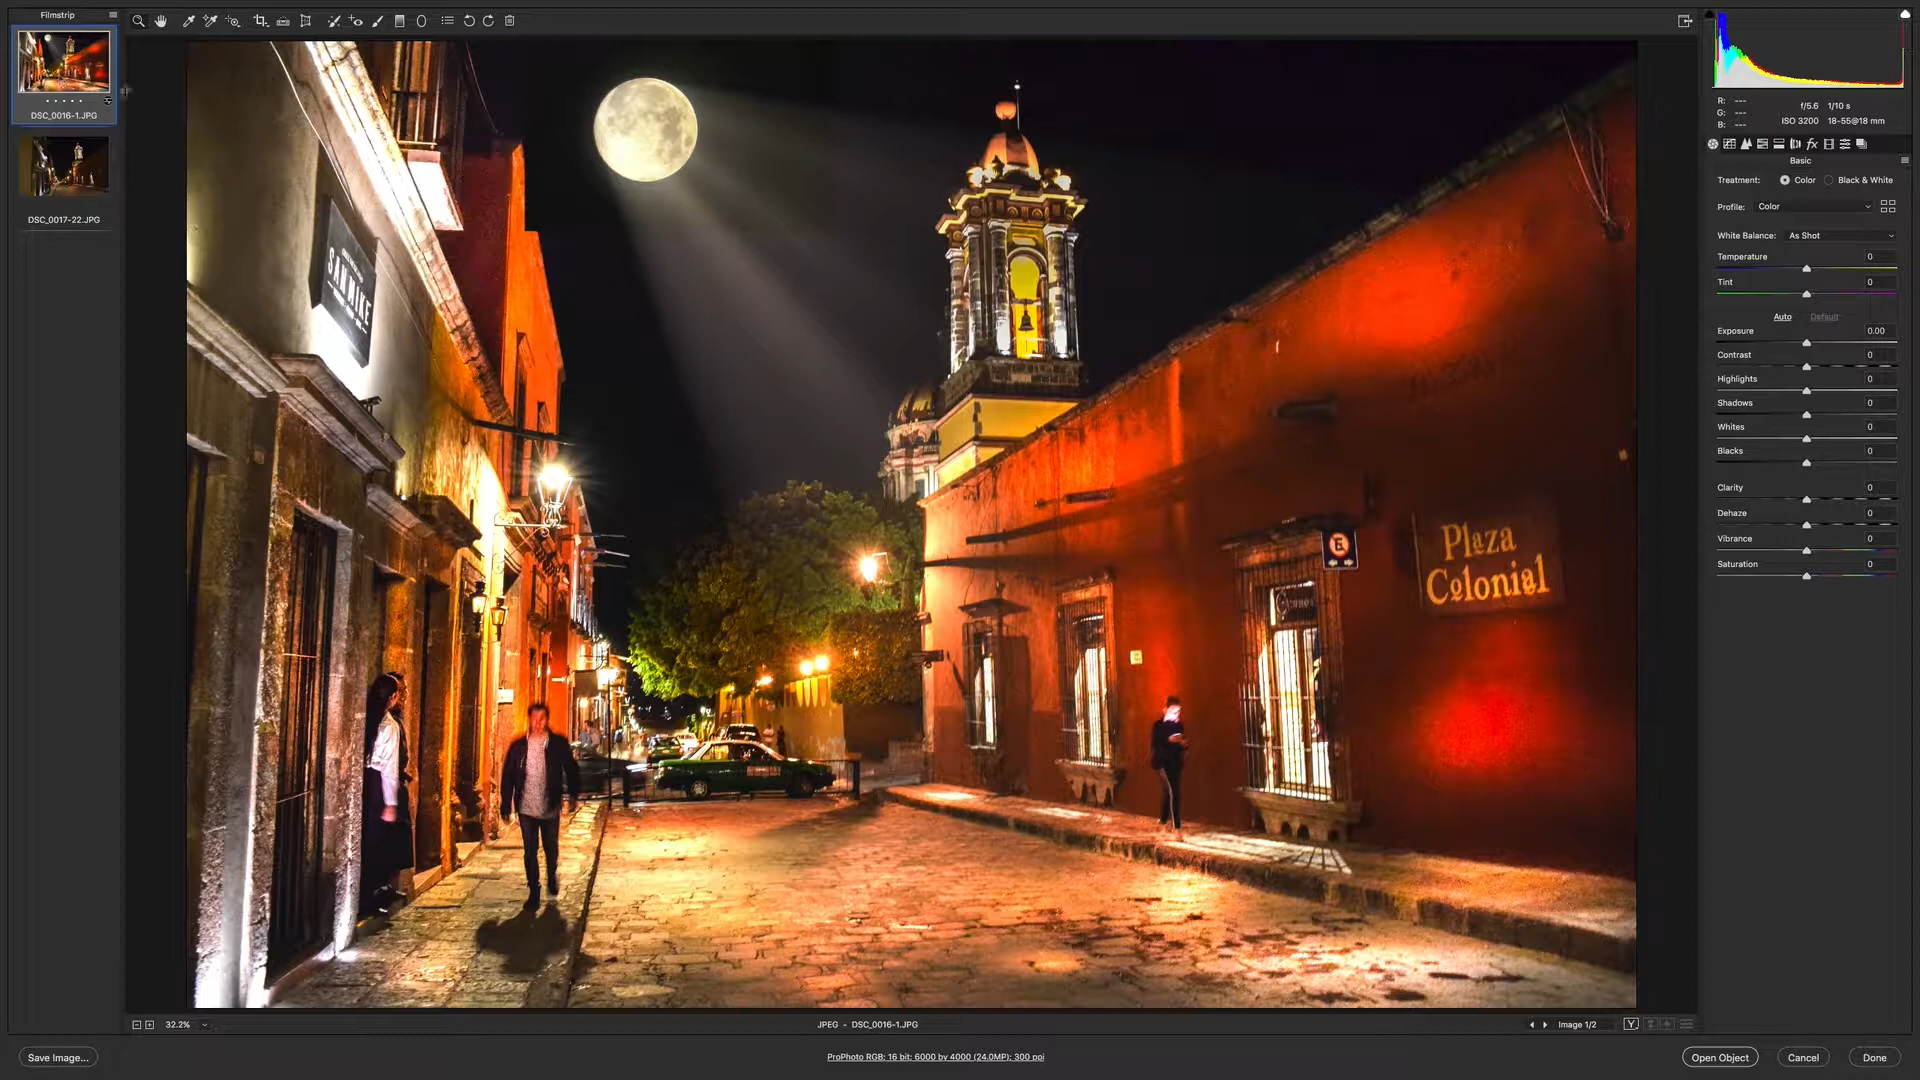 Filmstrip
DSC_0016-1.JPG
DSC_0017-22.JPG
SAN MIKE
Plaza
Colonial
E
R: ---
G: ---
B: ---
f/5.6 1/10 s
ISO 3200 18-55@18 mm
Basic
Treatment: Color Black & White
Profile: Color
White Balance: As Shot
Temperature 0
Tint 0
Auto Default
Exposure 0.00
Contrast 0
Highlights 0
Shadows 0
Whites 0
Blacks 0
Clarity 0
Dehaze 0
Vibrance 0
Saturation 0
32.2%
JPEG - DSC_0016-1.JPG
Image 1/2
Y
Save Image...
ProPhoto RGB; 16 bit; 6000 by 4000 (24.0MP); 300 ppi
Open Object
Cancel
Done